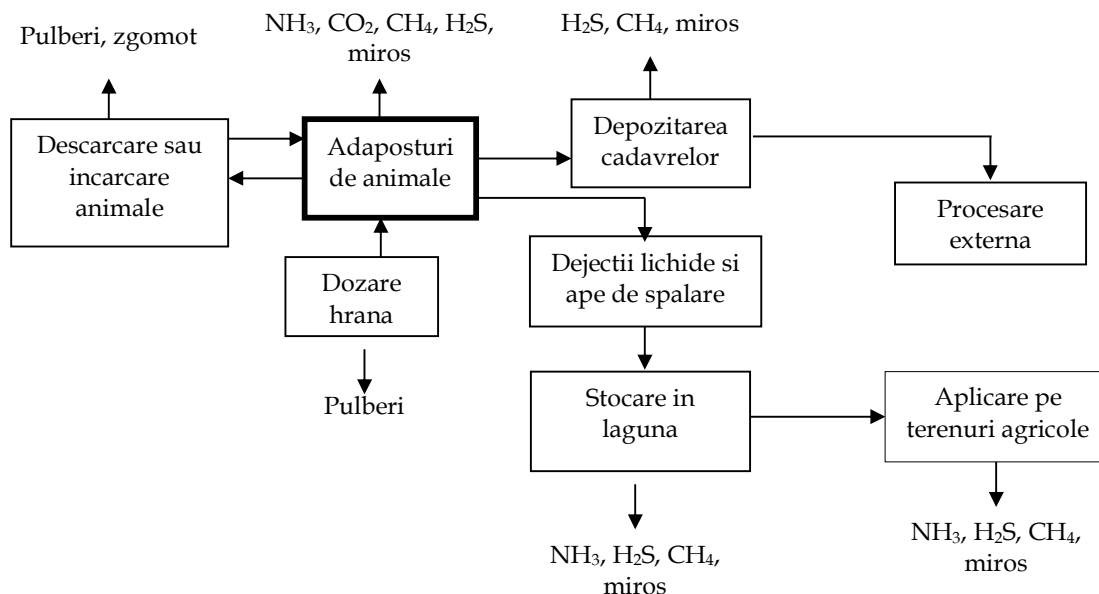 Pulberi, zgomot
NH₃, CO₂, CH₄, H₂S,
miros
H₂S, CH₄, miros
Descarcare sau
incarcare
animale
Adaposturi
de animale
Depozitarea
cadavrelor
Procesare
externa
Dozare
hrana
Dejectii lichide si
ape de spalare
Pulberi
Stocare in
laguna
Aplicare pe
terenuri agricole
NH₃, H₂S, CH₄,
miros
NH₃, H₂S, CH₄,
miros